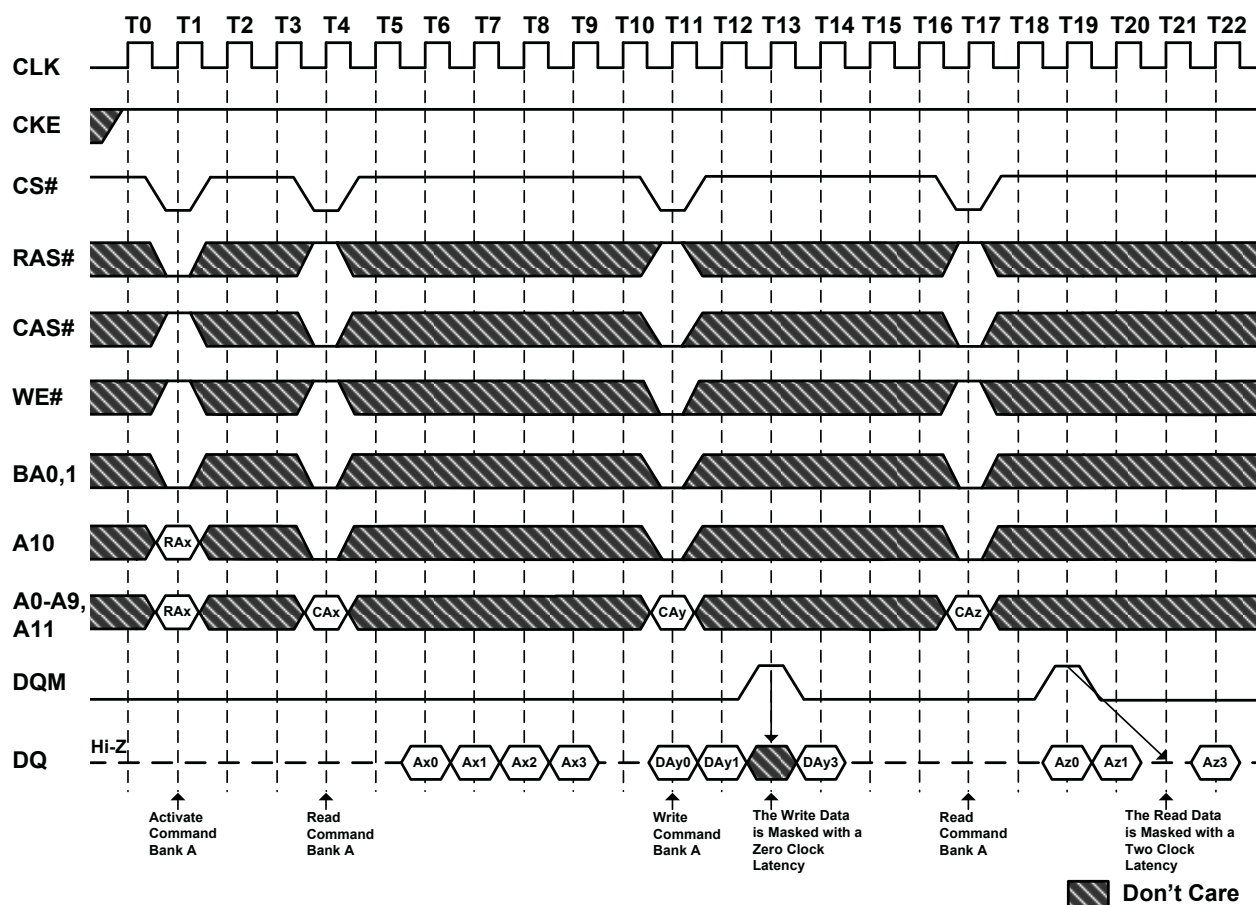 T0 T1 T2 T3 T4 T5 T6 T7 T8 T9 T10 T11 T12 T13 T14 T15 T16 T17 T18 T19 T20 T21 T22
CLK
CKE
CS#
RAS#
CAS#
WE#
BA0,1
A10
RAx
A0-A9,
A11
RAx CAx CAy CAz
DQM
Hi-Z
DQ
Ax0 Ax1 Ax2 Ax3 DAy0 DAy1 DAy3 Az0 Az1 Az3
Activate
Command
Bank A
Read
Command
Bank A
Write
Command
Bank A
The Write Data
is Masked with a
Zero Clock
Latency
Read
Command
Bank A
The Read Data
is Masked with a
Two Clock
Latency
Don't Care